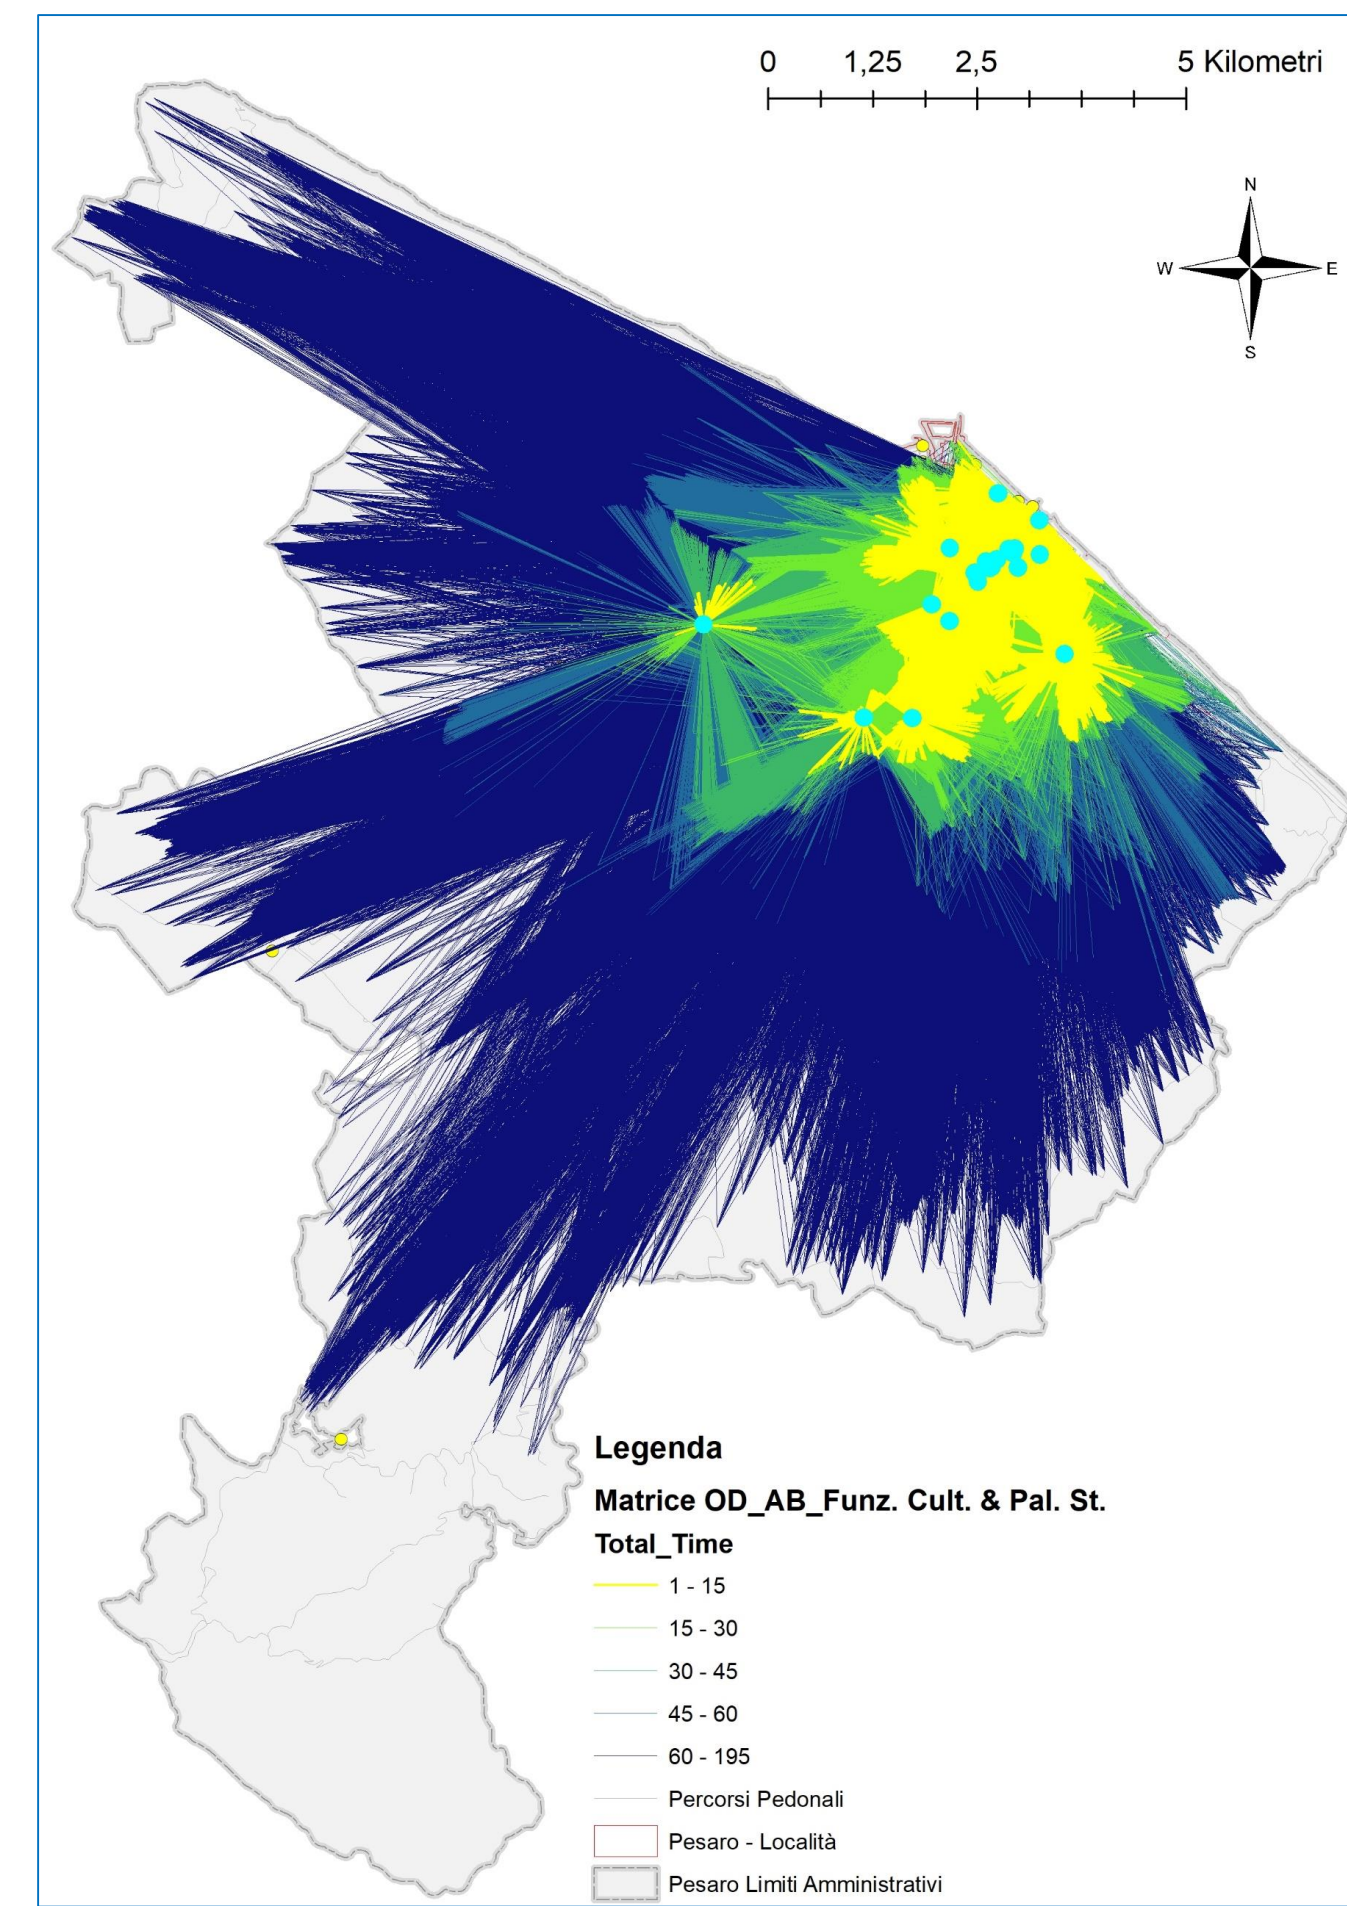 0 1,25 2,5 5 Kilometri
N
W E
S
Legenda
Matrice OD_AB_Funz. Cult. & Pal. St.
Total_Time
1 - 15
15 - 30
30 - 45
45 - 60
60 - 195
Percorsi Pedonali
Pesaro - Località
Pesaro Limiti Amministrativi